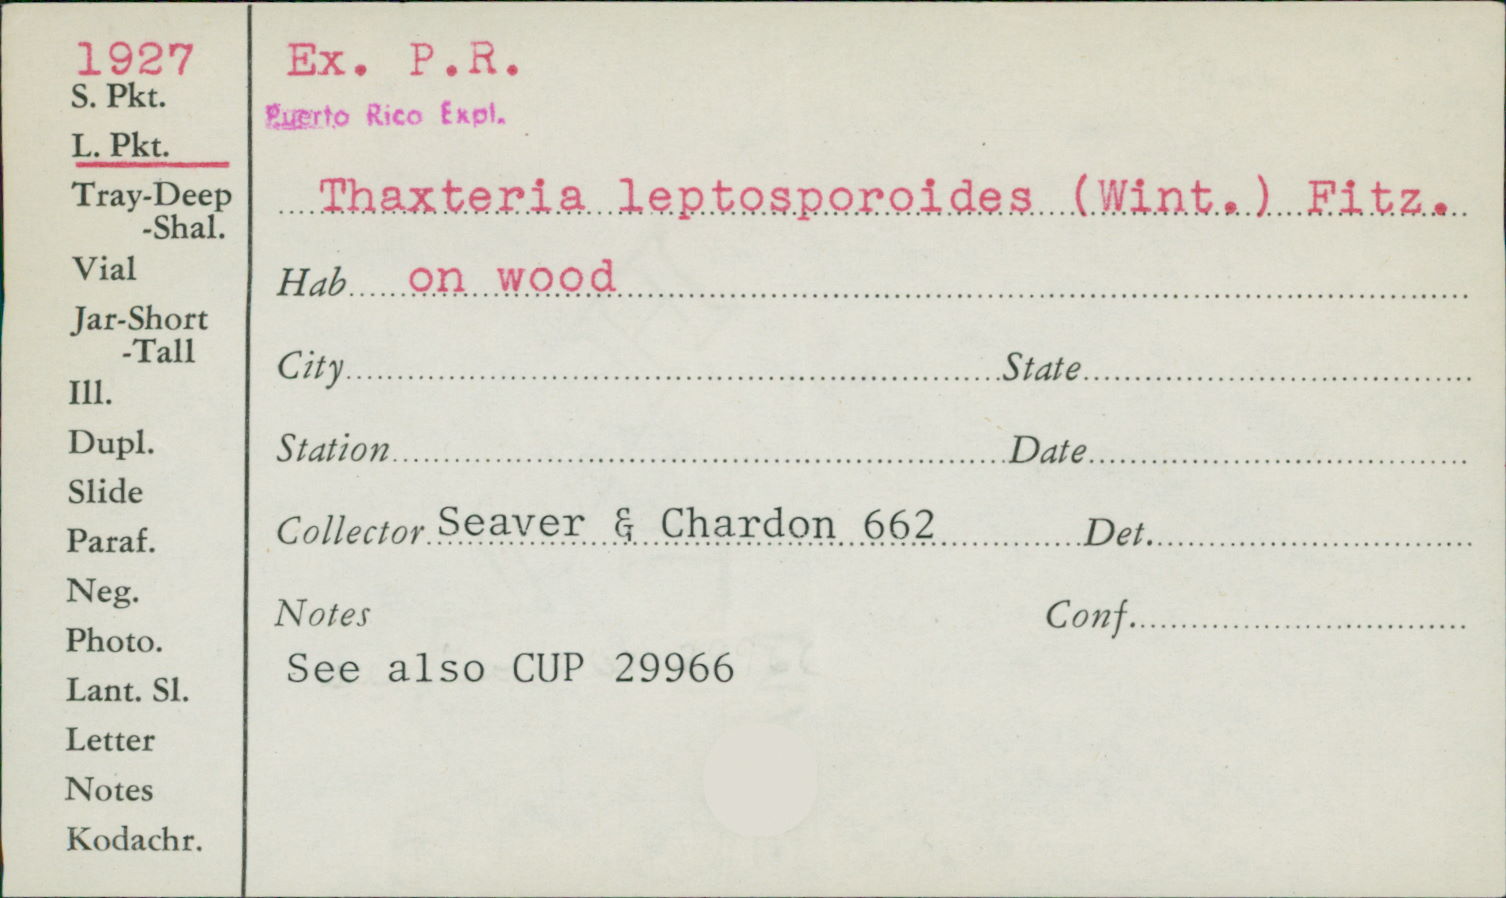 1927
S. Pkt.
L. Pkt.
Tray-Deep
-Shal.
Vial
Jar-Short
-Tall
Ill.
Dupl.
Slide
Paraf.
Neg.
Photo.
Lant. Sl.
Letter
Notes
Kodachr.
Ex. P.R.
Puerto Rico Expl.
Thaxteria leptosporoides (Wint.) Fitz.
Hab on wood
City State
Station Date
Collector Seaver & Chardon 662 Det.
Notes Conf.
See also CUP 29966